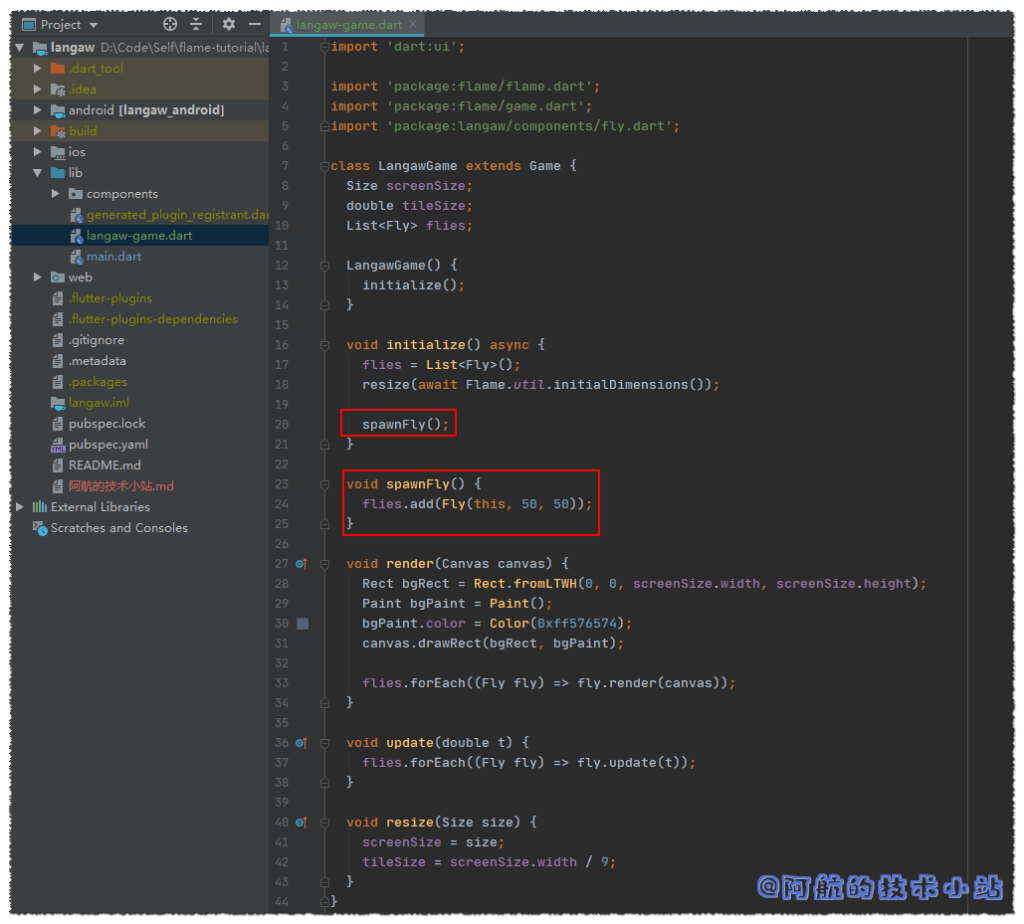 Project
langaw D:\Code\Self\flame-tutorial\la
.dart_tool
.idea
android [langaw_android]
build
ios
lib
components
generated_plugin_registrant.dar
langaw-game.dart
main.dart
web
.flutter-plugins
.flutter-plugins-dependencies
.gitignore
.metadata
.packages
langaw.iml
pubspec.lock
pubspec.yaml
README.md
阿航的技术小站.md
External Libraries
Scratches and Consoles
langaw-game.dart ×
1 import 'dart:ui';
2
3 import 'package:flame/flame.dart';
4 import 'package:flame/game.dart';
5 import 'package:langaw/components/fly.dart';
6
7 class LangawGame extends Game {
8 Size screenSize;
9 double tileSize;
10 List<Fly> flies;
11
12 LangawGame() {
13 initialize();
14 }
15
16 void initialize() async {
17 flies = List<Fly>();
18 resize(await Flame.util.initialDimensions());
19
20 spawnFly();
21 }
22
23 void spawnFly() {
24 flies.add(Fly(this, 50, 50));
25 }
26
27 void render(Canvas canvas) {
28 Rect bgRect = Rect.fromLTWH(0, 0, screenSize.width, screenSize.height);
29 Paint bgPaint = Paint();
30 bgPaint.color = Color(0xff576574);
31 canvas.drawRect(bgRect, bgPaint);
32
33 flies.forEach((Fly fly) => fly.render(canvas));
34 }
35
36 void update(double t) {
37 flies.forEach((Fly fly) => fly.update(t));
38 }
39
40 void resize(Size size) {
41 screenSize = size;
42 tileSize = screenSize.width / 9;
43 }
44 }
@阿航的技术小站